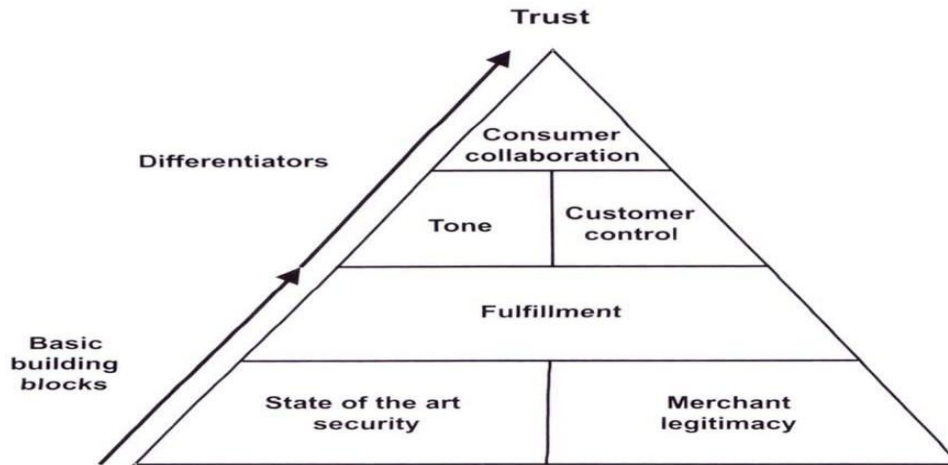 Trust
Differentiators
Consumer
collaboration
Tone
Customer
control
Fulfillment
Basic
building
blocks
State of the art
security
Merchant
legitimacy